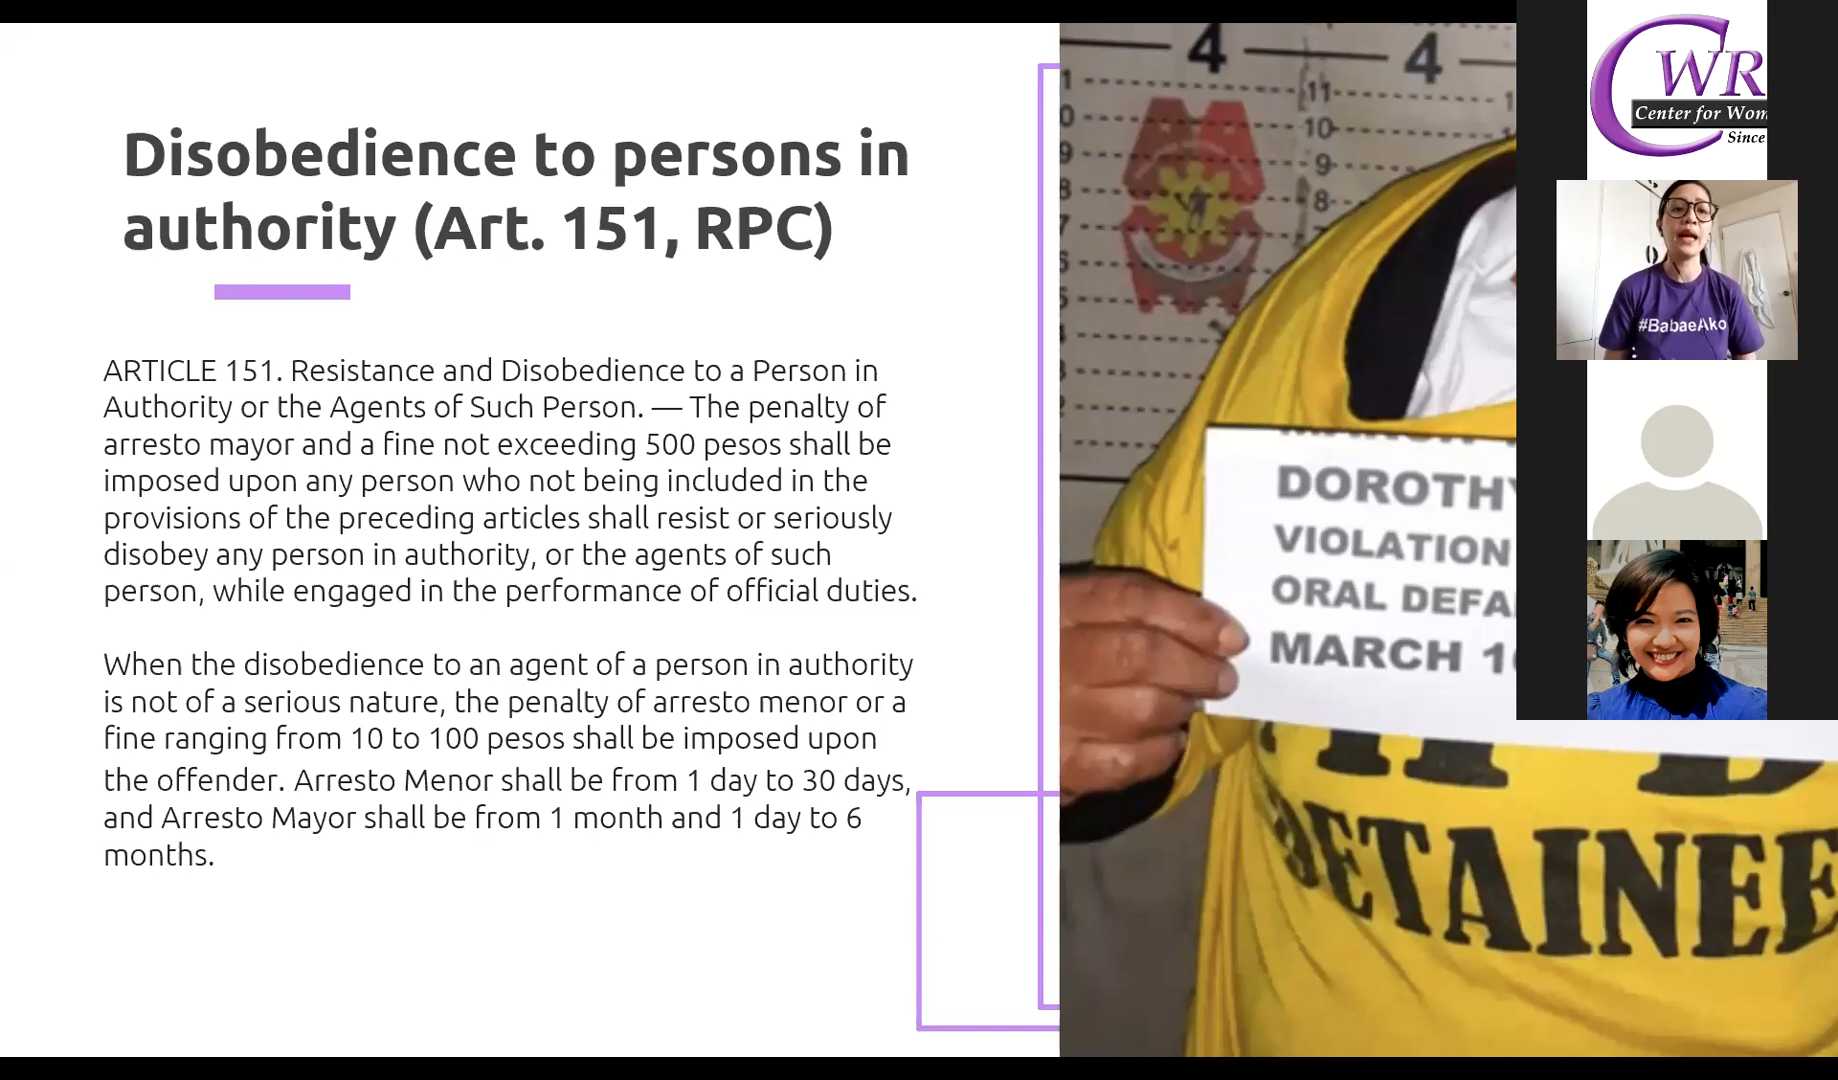 Disobedience to persons in
authority (Art. 151, RPC)
ARTICLE 151. Resistance and Disobedience to a Person in
Authority or the Agents of Such Person. — The penalty of
arresto mayor and a fine not exceeding 500 pesos shall be
imposed upon any person who not being included in the
provisions of the preceding articles shall resist or seriously
disobey any person in authority, or the agents of such
person, while engaged in the performance of official duties.
When the disobedience to an agent of a person in authority
is not of a serious nature, the penalty of arresto menor or a
fine ranging from 10 to 100 pesos shall be imposed upon
the offender. Arresto Menor shall be from 1 day to 30 days,
and Arresto Mayor shall be from 1 month and 1 day to 6
months.
4 4
11
10
9
8
DOROTHY
VIOLATION
ORAL DEFA
MARCH 1
DETAINEE
CWR
Center for Wom
Since
#BabaeAko